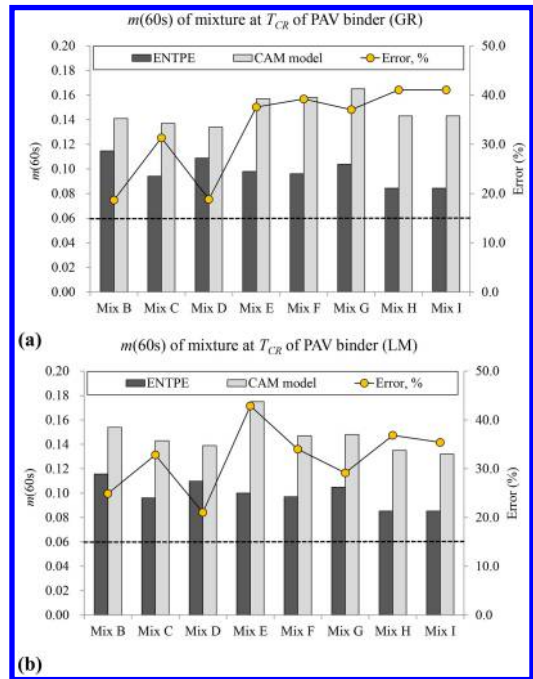 m(60s) of mixture at TCR of PAV binder (GR)
ENTPE CAM model Error, %
0.20 50.0
0.18
0.16 40.0
0.14
0.12 30.0
0.10
0.08 20.0
0.06
0.04 10.0
0.02
0.00 0.0
m(60s)
Error (%)
Mix B Mix C Mix D Mix E Mix F Mix G Mix H Mix I
(a)
m(60s) of mixture at TCR of PAV binder (LM)
ENTPE CAM model Error, %
0.20 50.0
0.18
0.16 40.0
0.14
0.12 30.0
0.10
0.08 20.0
0.06
0.04 10.0
0.02
0.00 0.0
m(60s)
Error (%)
Mix B Mix C Mix D Mix E Mix F Mix G Mix H Mix I
(b)